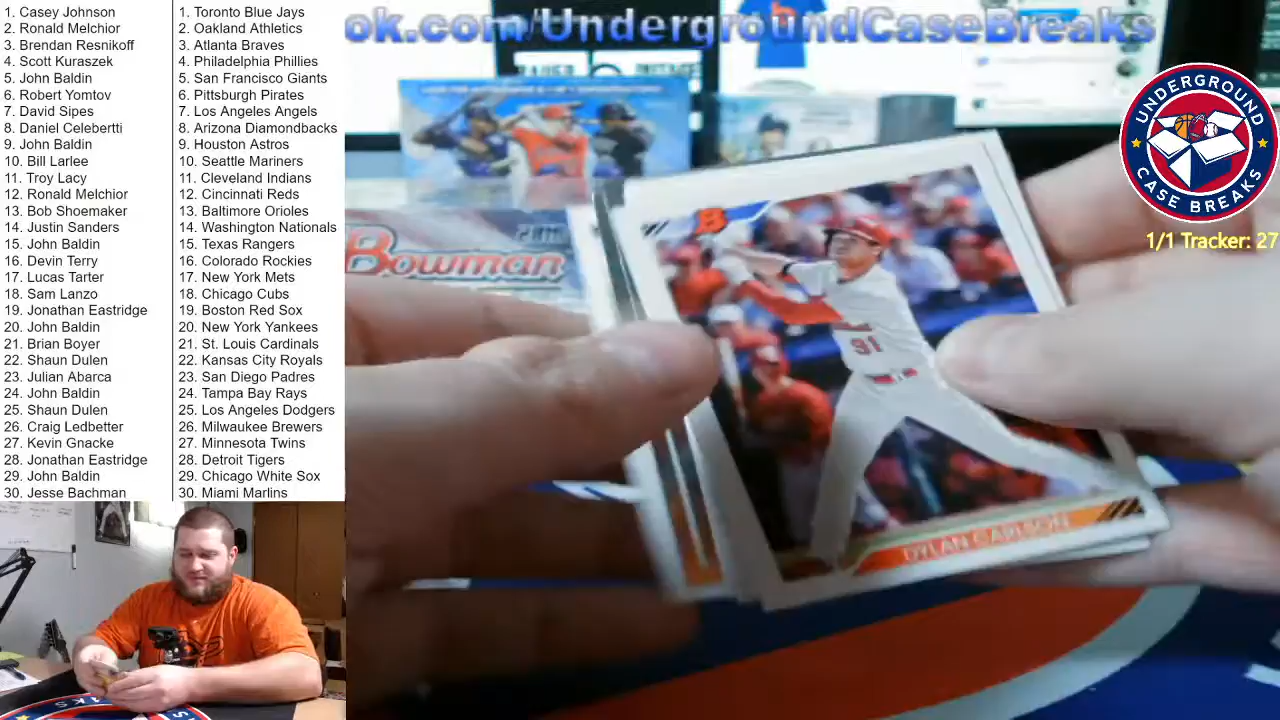 1. Casey Johnson
2. Ronald Melchior
3. Brendan Resnikoff
4. Scott Kuraszek
5. John Baldin
6. Robert Yomtov
7. David Sipes
8. Daniel Celebertti
9. John Baldin
10. Bill Larlee
11. Troy Lacy
12. Ronald Melchior
13. Bob Shoemaker
14. Justin Sanders
15. John Baldin
16. Devin Terry
17. Lucas Tarter
18. Sam Lanzo
19. Jonathan Eastridge
20. John Baldin
21. Brian Boyer
22. Shaun Dulen
23. Julian Abarca
24. John Baldin
25. Shaun Dulen
26. Craig Ledbetter
27. Kevin Gnacke
28. Jonathan Eastridge
29. John Baldin
30. Jesse Bachman
1. Toronto Blue Jays
2. Oakland Athletics
3. Atlanta Braves
4. Philadelphia Phillies
5. San Francisco Giants
6. Pittsburgh Pirates
7. Los Angeles Angels
8. Arizona Diamondbacks
9. Houston Astros
10. Seattle Mariners
11. Cleveland Indians
12. Cincinnati Reds
13. Baltimore Orioles
14. Washington Nationals
15. Texas Rangers
16. Colorado Rockies
17. New York Mets
18. Chicago Cubs
19. Boston Red Sox
20. New York Yankees
21. St. Louis Cardinals
22. Kansas City Royals
23. San Diego Padres
24. Tampa Bay Rays
25. Los Angeles Dodgers
26. Milwaukee Brewers
27. Minnesota Twins
28. Detroit Tigers
29. Chicago White Sox
30. Miami Marlins
ok.com/UndergroundCaseBreaks
UNDERGROUND
CASE BREAKS
1/1 Tracker: 27
Bowman
B
91
DYLAN CARLSON